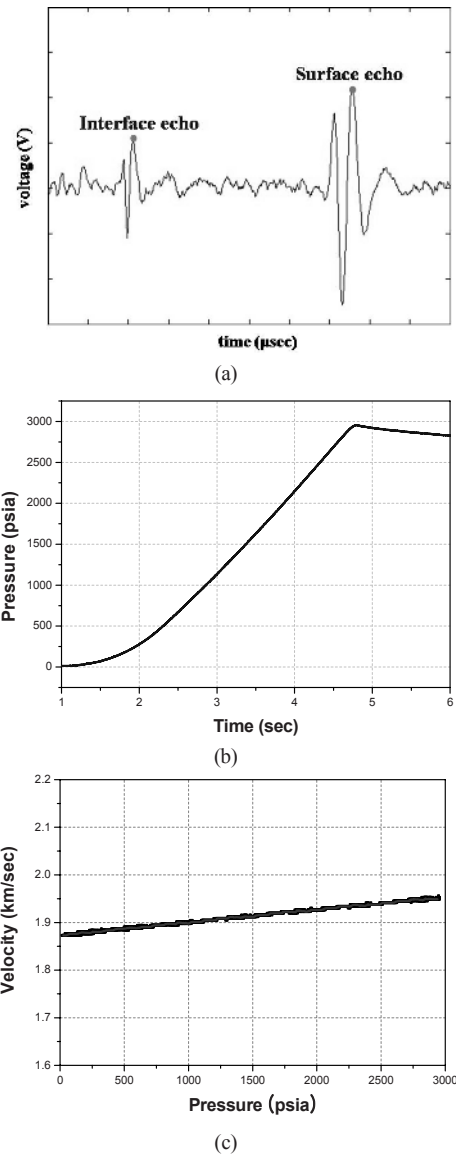 Surface echo
Interface echo
voltage (V)
time (μsec)
(a)
3000
2500
2000
1500
1000
500
0
Pressure (psia)
1 2 3 4 5 6
Time (sec)
(b)
2.2
2.1
2.0
1.9
1.8
1.7
1.6
Velocity (km/sec)
0 500 1000 1500 2000 2500 3000
Pressure (psia)
(c)